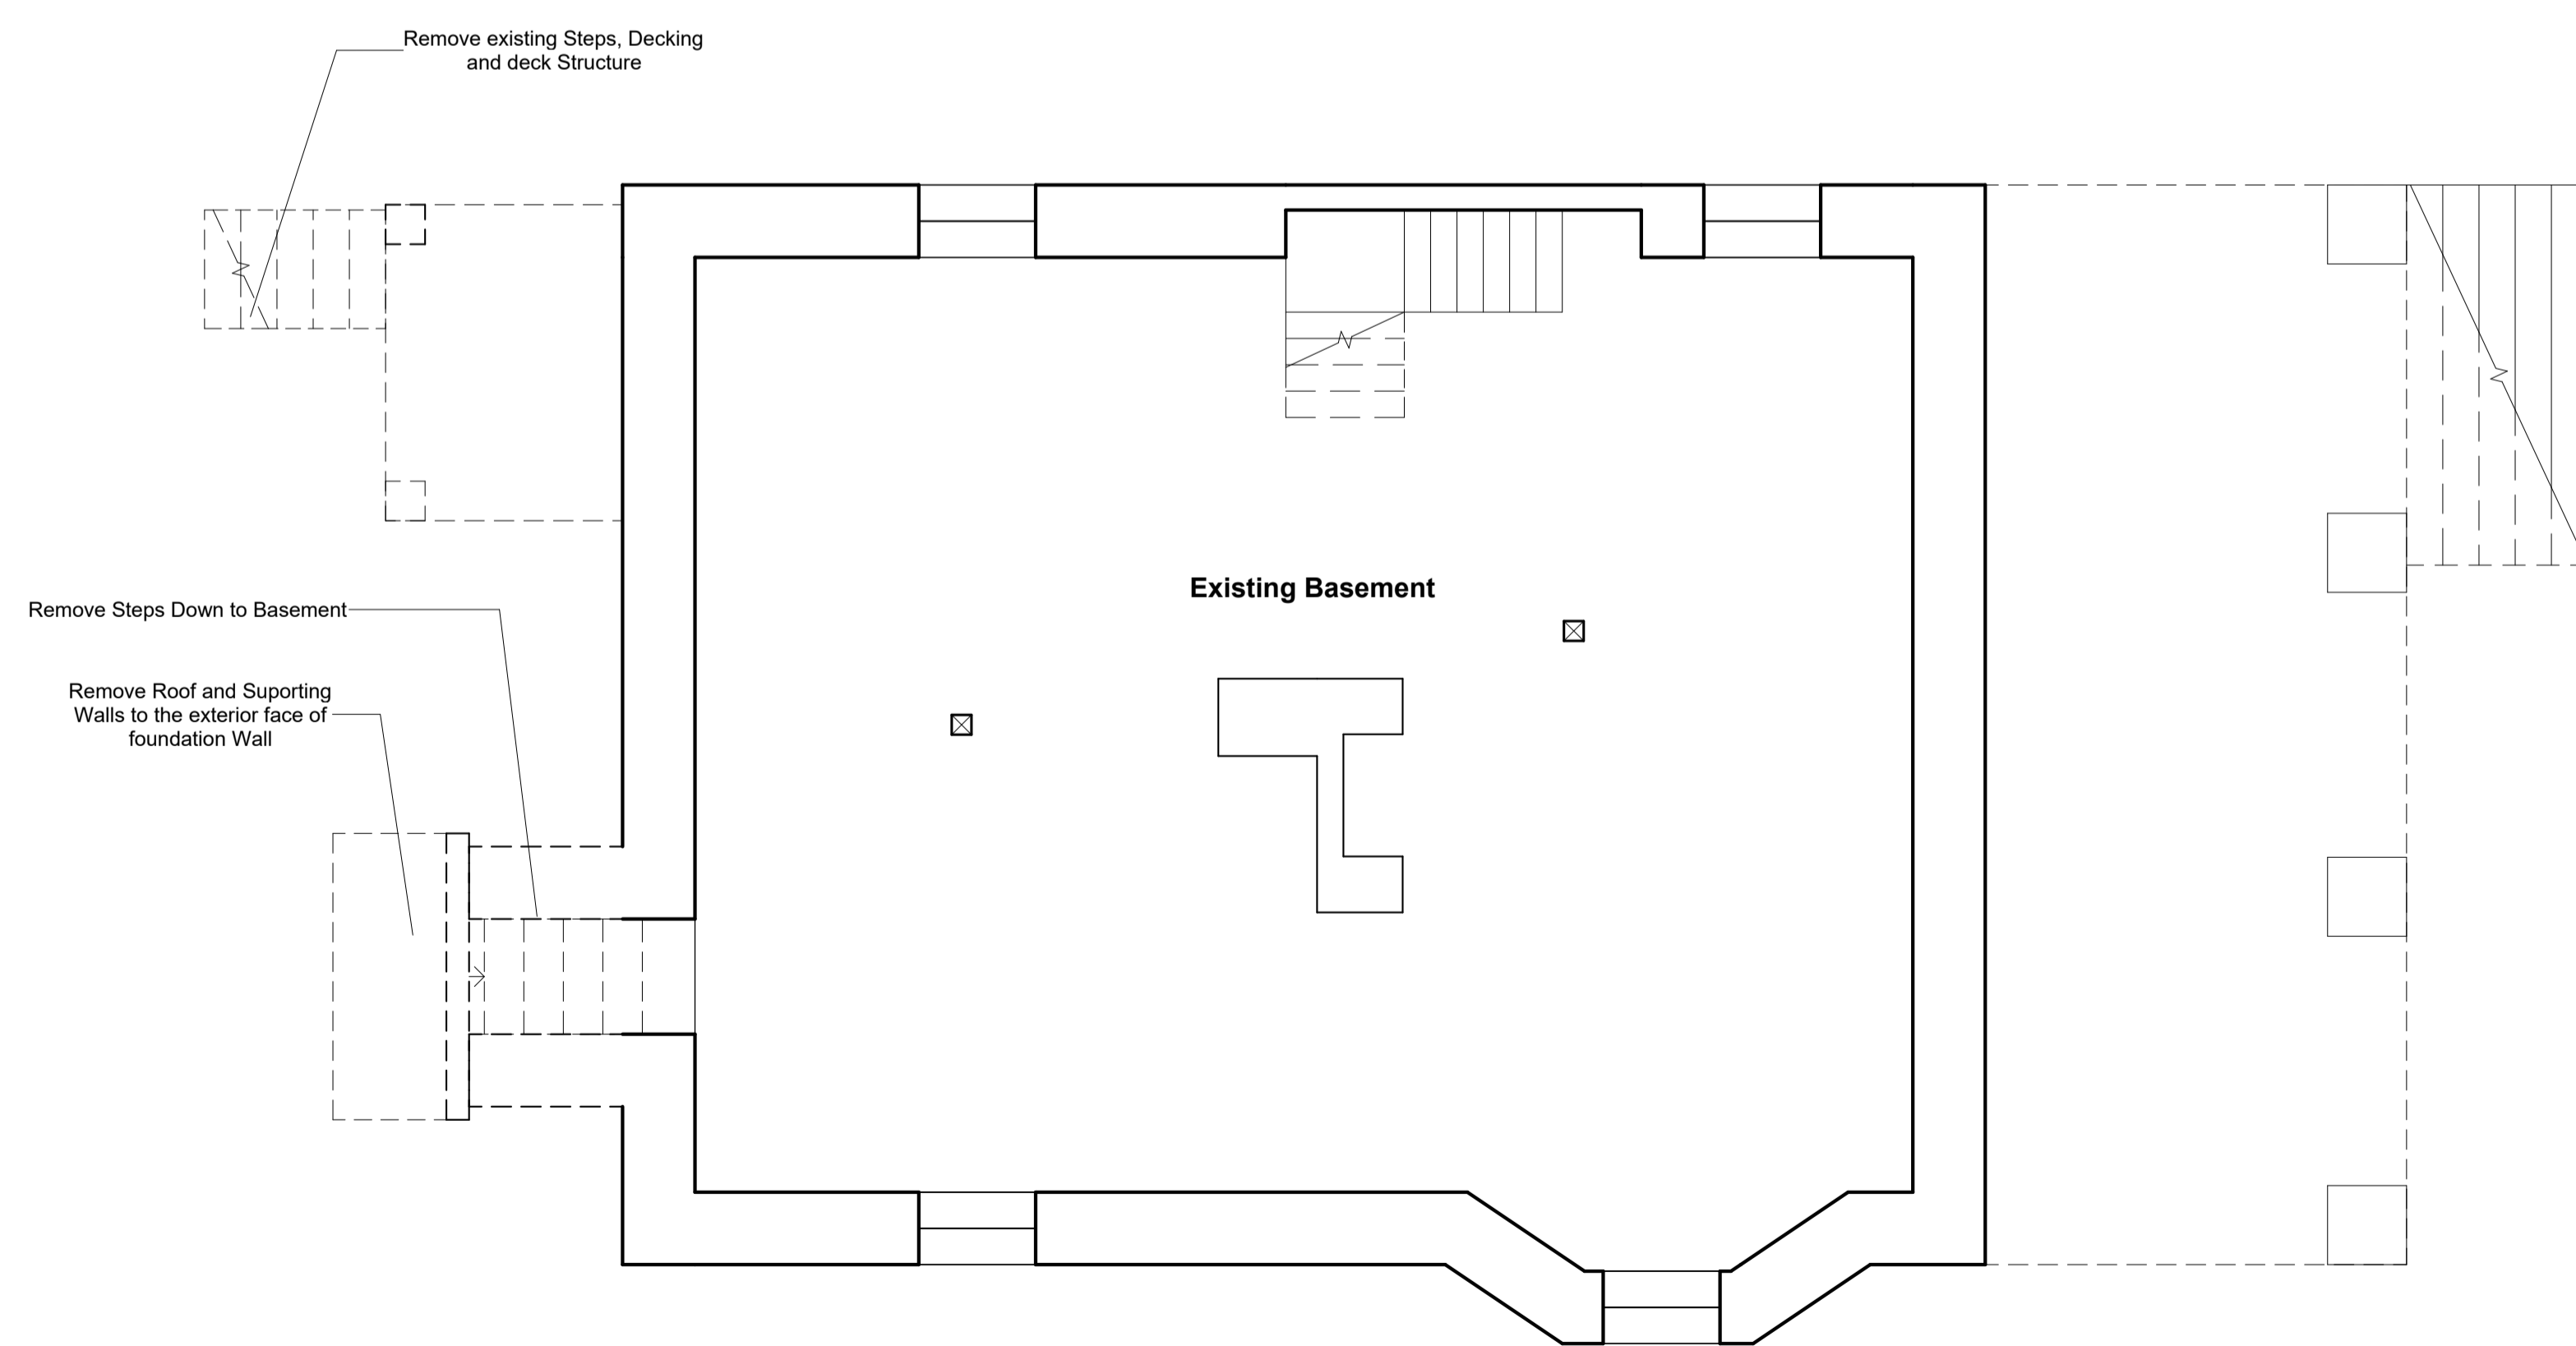 Remove existing Steps, Decking
and deck Structure
Existing Basement
Remove Steps Down to Basement
Remove Roof and Suporting
Walls to the exterior face of
foundation Wall